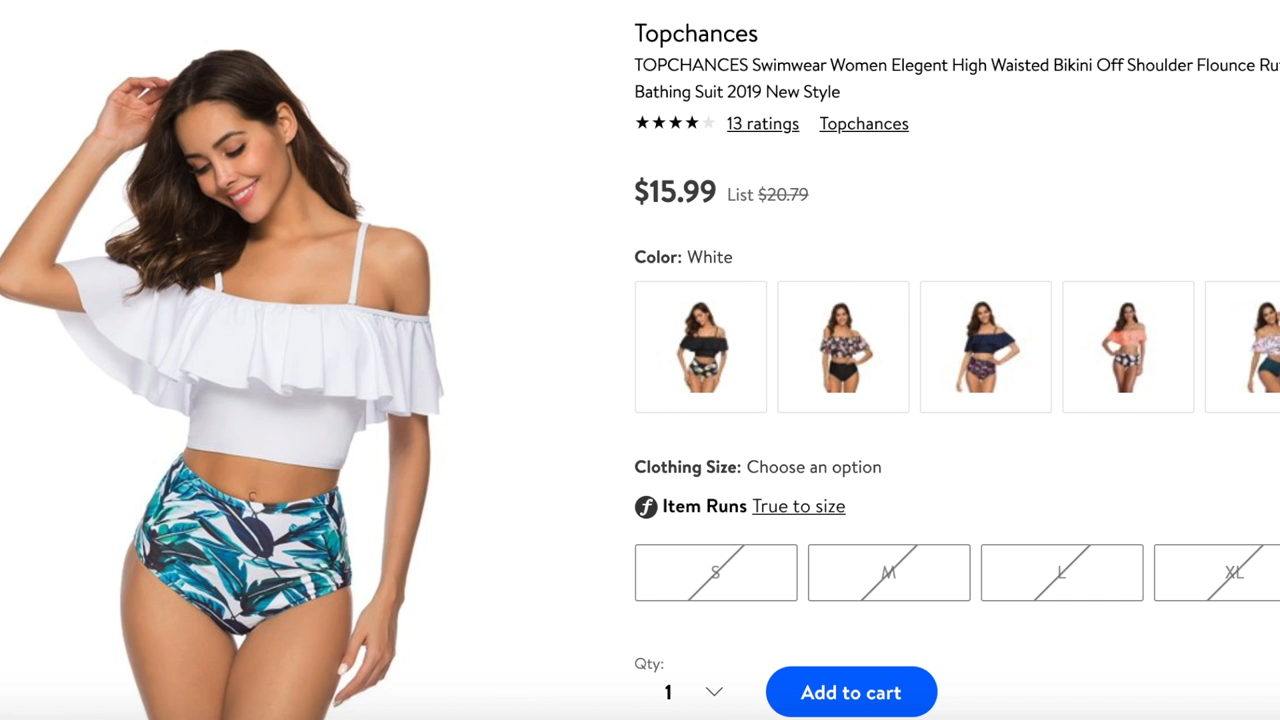 Topchances
TOPCHANCES Swimwear Women Elegent High Waisted Bikini Off Shoulder Flounce
Bathing Suit 2019 New Style
13 ratings Topchances
$15.99 List $20.79
Color: White
Clothing Size: Choose an option
f Item Runs True to size
S M L XL
Qty:
1 Add to cart